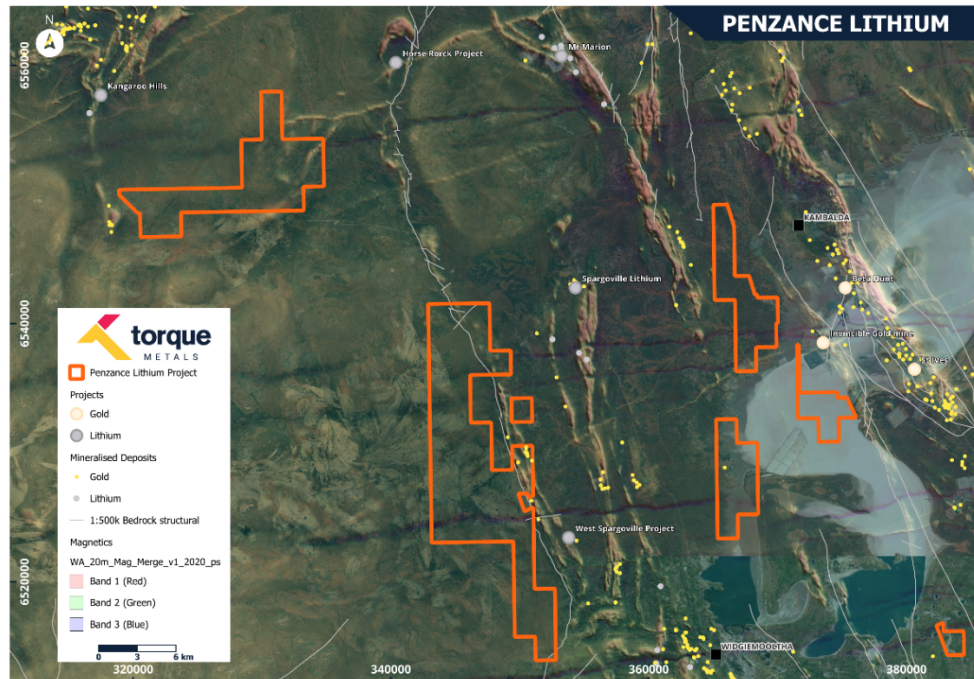 PENZANCE LITHIUM
N
6560000
6540000
6520000
320000
340000
360000
380000
Kangaroo Hills
Horse Rorck Project
Mt Marion
KAMBALDA
Beta Hunt
Spargoville Lithium
Invincible Gold mine
St Ives
West Spargoville Project
WIDGIEMOOLTHA
torque
METALS
Penzance Lithium Project
Projects
Gold
Lithium
Mineralised Deposits
Gold
Lithium
1:500k Bedrock structural
Magnetics
WA_20m_Mag_Merge_v1_2020_ps
Band 1 (Red)
Band 2 (Green)
Band 3 (Blue)
0 3 6 km